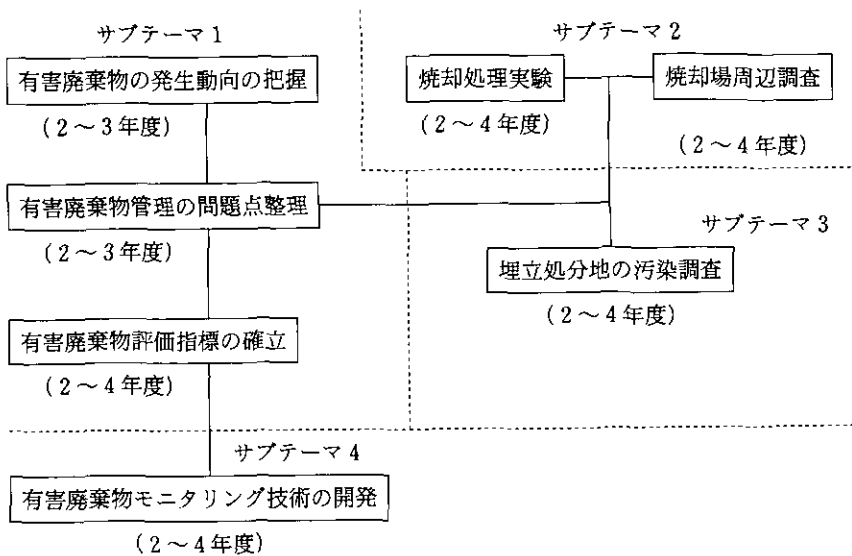 サブテーマ1
有害廃棄物の発生動向の把握
(2～3年度)
有害廃棄物管理の問題点整理
(2～3年度)
有害廃棄物評価指標の確立
(2～4年度)
サブテーマ2
焼却処理実験
(2～4年度)
焼却場周辺調査
(2～4年度)
サブテーマ3
埋立処分地の汚染調査
(2～4年度)
サブテーマ4
有害廃棄物モニタリング技術の開発
(2～4年度)